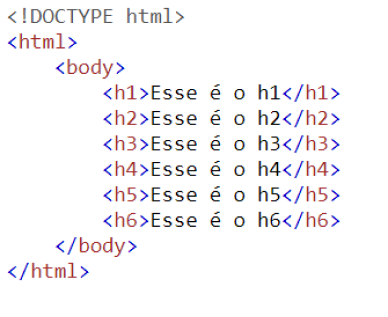 <!DOCTYPE html>
<html>
    <body>
        <h1>Esse é o h1</h1>
        <h2>Esse é o h2</h2>
        <h3>Esse é o h3</h3>
        <h4>Esse é o h4</h4>
        <h5>Esse é o h5</h5>
        <h6>Esse é o h6</h6>
    </body>
</html>